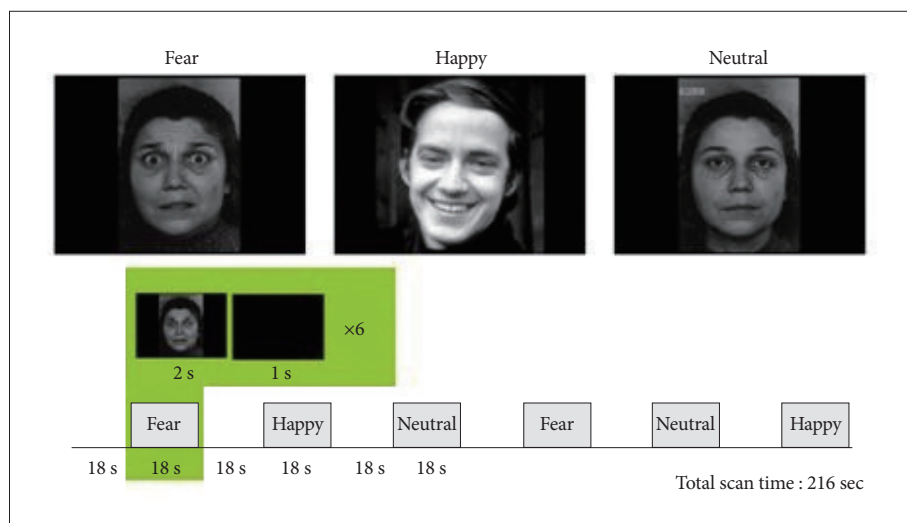 Fear
Happy
Neutral
×6
2 s
1 s
Fear
Happy
Neutral
Fear
Neutral
Happy
18 s
18 s
18 s
18 s
18 s
18 s
Total scan time : 216 sec